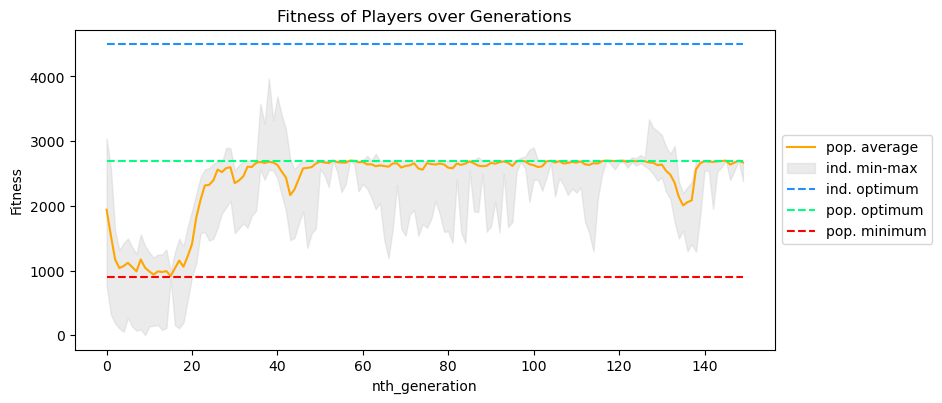 Fitness of Players over Generations
Fitness
4000
3000
2000
1000
0
0 20 40 60 80 100 120 140
nth_generation
pop. average
ind. min-max
ind. optimum
pop. optimum
pop. minimum